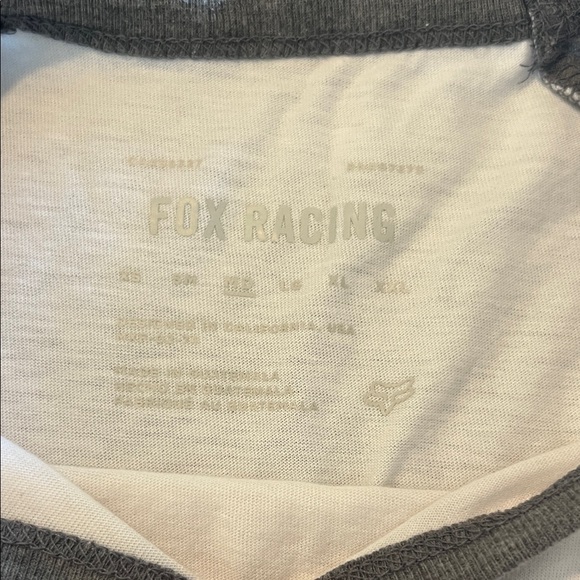 FOX RACING
XS SM MD LG XL XXL
DESIGNED IN CALIFORNIA, USA
MADE IN GUATEMALA
HECHO EN GUATEMALA
FABRIQUÉ AU GUATEMALA